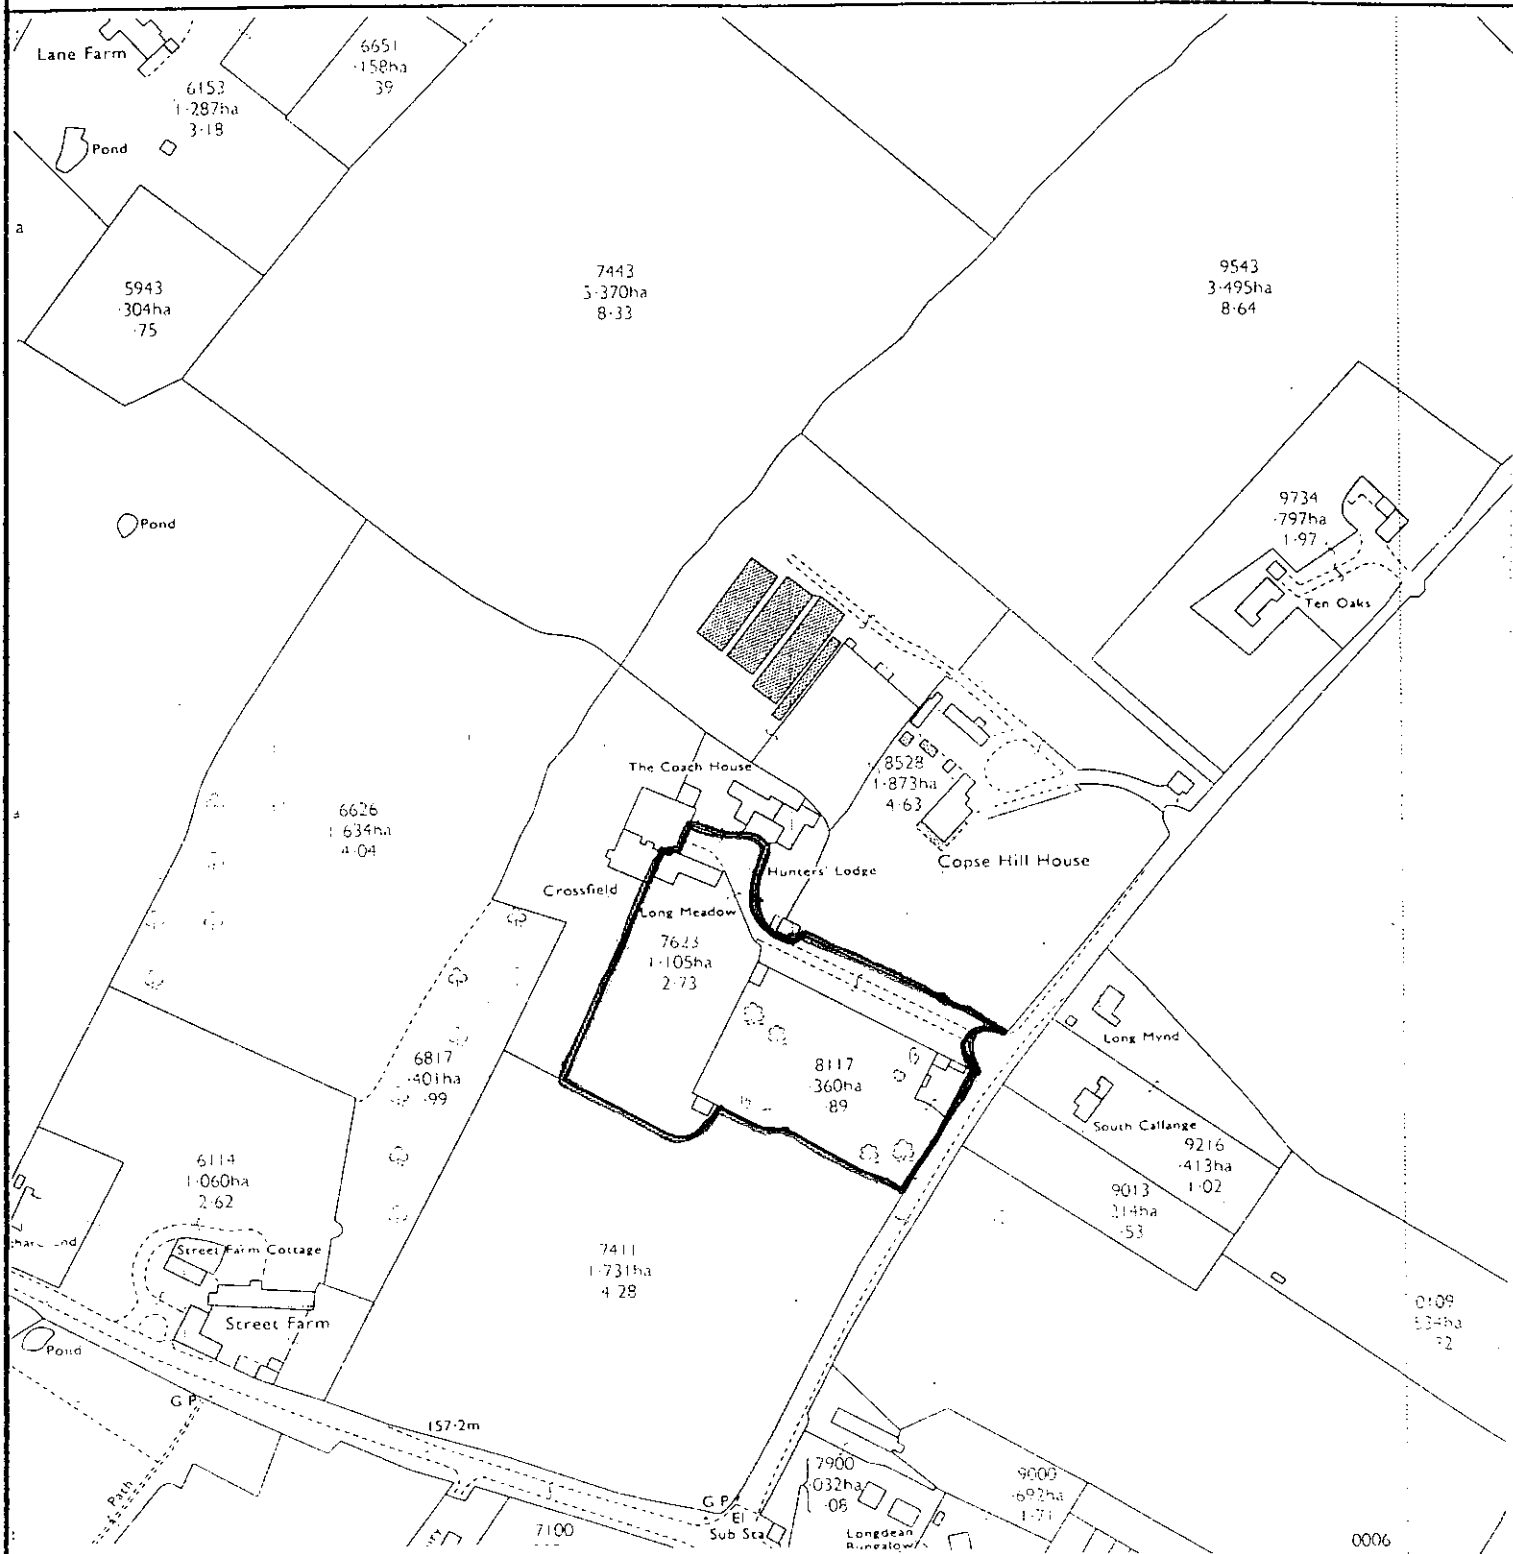 Lane Farm
6651
·158ha
39
6153
1·287ha
3·18
Pond
a
5943
·304ha
·75
7443
3·370ha
8·33
9543
3·495ha
8·64
Pond
9734
·797ha
1·97
Ten Oaks
The Coach House
8528
1·873ha
4·63
6626
1·634ha
4·04
Copse Hill House
Hunters' Lodge
Crossfield
Long Meadow
7623
1·105ha
2·73
Long Mynd
6817
·401ha
·99
8117
·360ha
·89
South Callange
9216
·413ha
1·02
6114
1·060ha
2·62
9013
·214ha
·53
Street Farm Cottage
7411
1·731ha
4·28
0109
Street Farm
Pond
G P
157·2m
Path
7900
·032ha
·08
9000
·692ha
1·71
G P
El
Sub Sta
7100
Longdean
Bungalow
0006